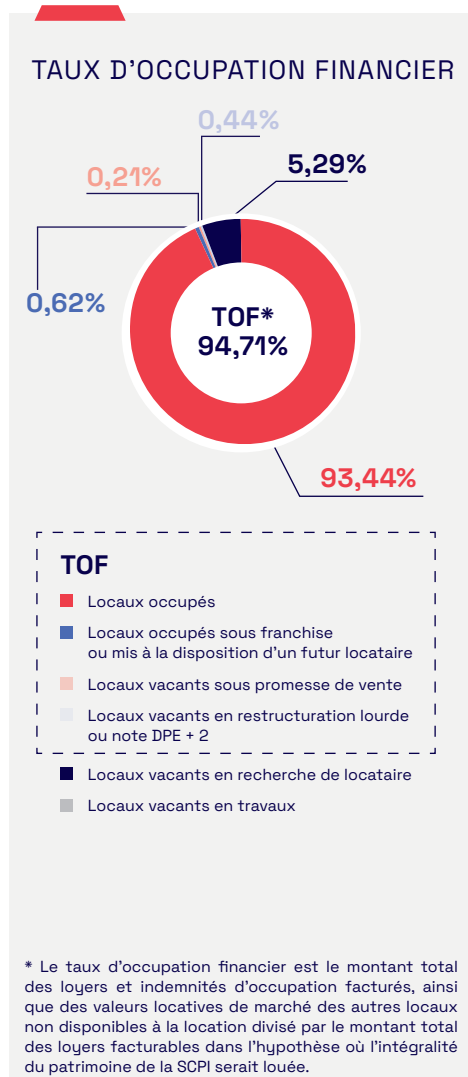 TAUX D'OCCUPATION FINANCIER
0,44%
5,29%
0,21%
0,62%
TOF*
94,71%
93,44%
TOF
Locaux occupés
Locaux occupés sous franchise
ou mis à la disposition d'un futur locataire
Locaux vacants sous promesse de vente
Locaux vacants en restructuration lourde
ou note DPE + 2
Locaux vacants en recherche de locataire
Locaux vacants en travaux
* Le taux d'occupation financier est le montant total
des loyers et indemnités d'occupation facturés, ainsi
que des valeurs locatives de marché des autres locaux
non disponibles à la location divisé par le montant total
des loyers facturables dans l'hypothèse où l'intégralité
du patrimoine de la SCPI serait louée.